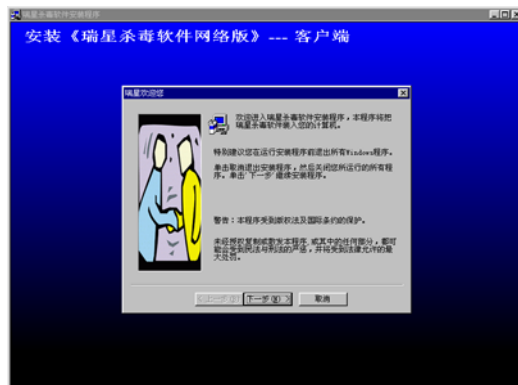 瑞星杀毒软件安装程序
安装《瑞星杀毒软件网络版》--- 客户端
瑞星欢迎您
欢迎进入瑞星杀毒软件安装程序，本程序将把
瑞星杀毒软件装入您的计算机。
特别建议您在运行安装程序前退出所有Windows程序。
单击取消退出安装程序，然后关闭您所运行的所有程
序。单击'下一步'继续安装程序。
警告：本程序受到版权法及国际条约的保护。
未经授权复制或散发本程序,或其中的任何部分，都可
能会受到民法与刑法的严惩，并将受到法律允许的最
大处罚。
< 上一步(B)
下一步(N) >
取消